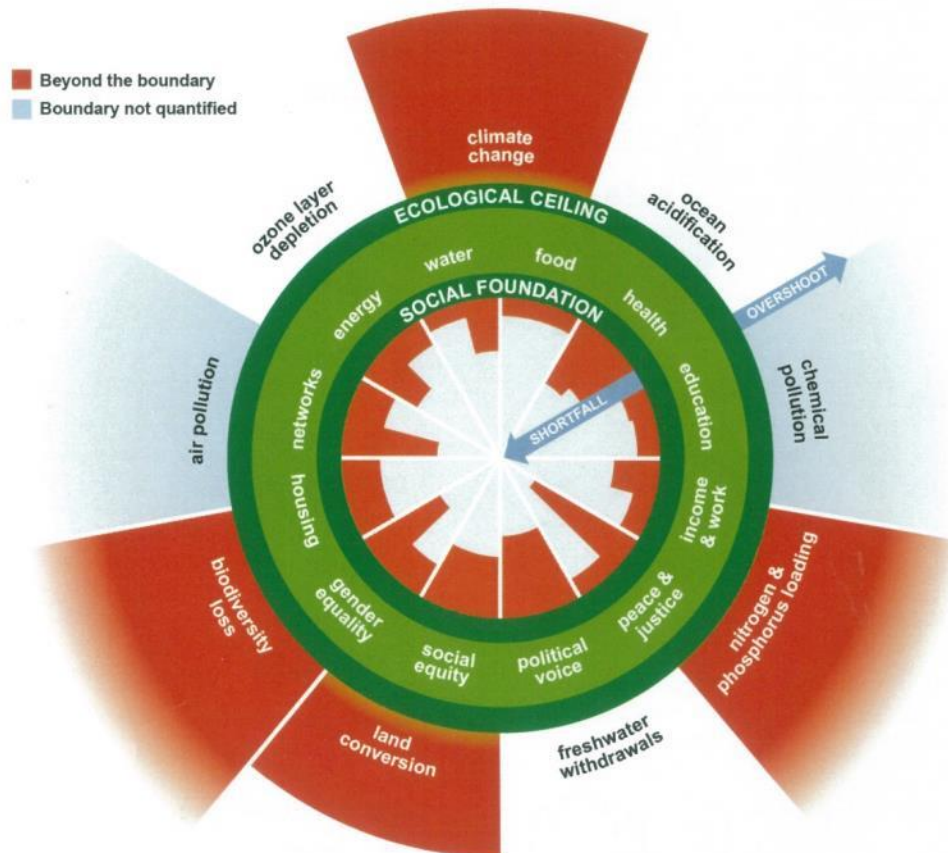 Beyond the boundary
Boundary not quantified
climate
change
ozone layer
depletion
ocean
acidification
ECOLOGICAL CEILING
water
food
energy
health
SOCIAL FOUNDATION
OVERSHOOT
SHORTFALL
networks
education
air pollution
chemical
pollution
housing
income
& work
gender
equality
peace &
justice
social
equity
political
voice
biodiversity
loss
nitrogen &
phosphorus loading
land
conversion
freshwater
withdrawals